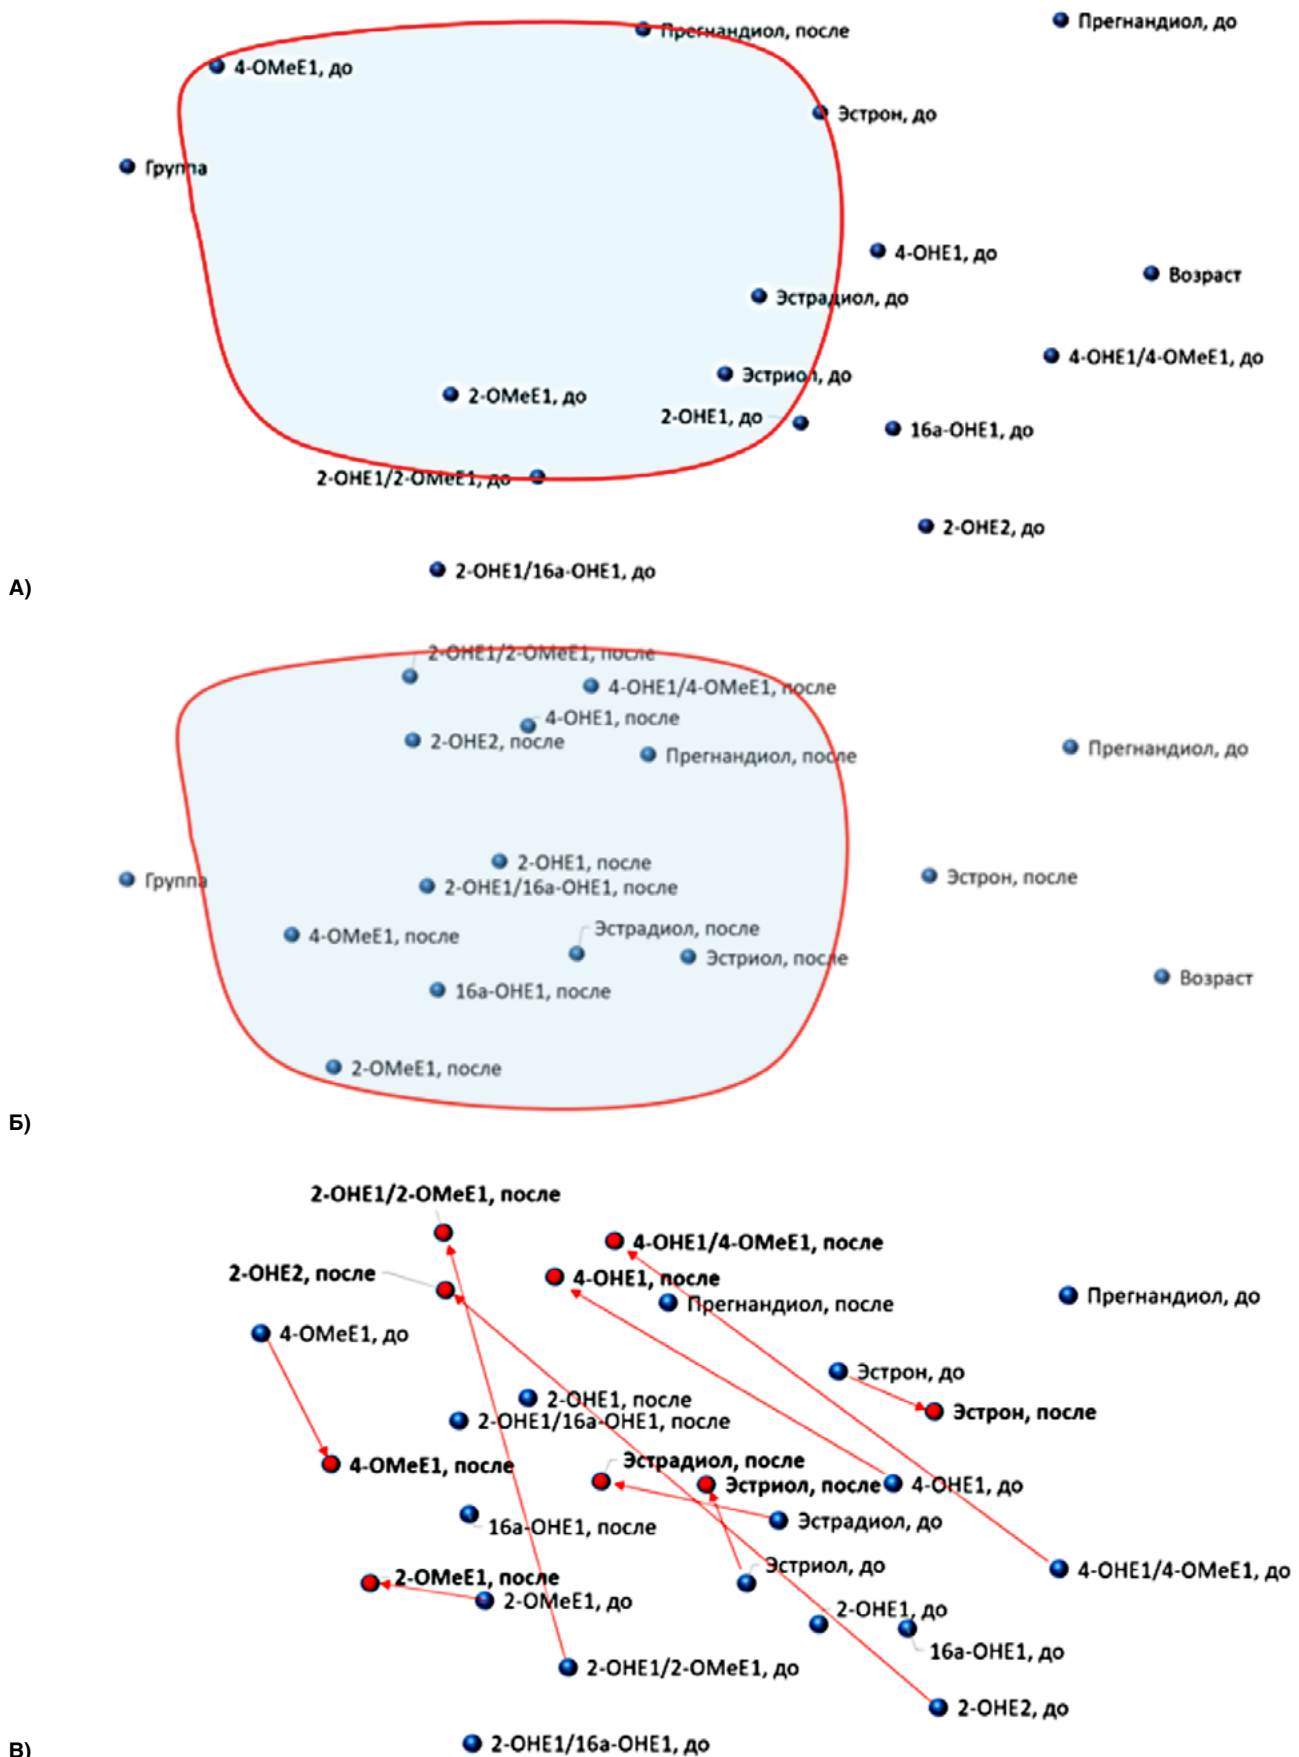 Прегнандиол, до
Прегнандиол, после
4-OMeE1, до
Эстрон, до
Группа
4-OHE1, до
Возраст
Эстрадиол, до
4-OHE1/4-OMeE1, до
Эстриол, до
2-OMeE1, до
2-OHE1, до
16a-OHE1, до
2-OHE1/2-OMeE1, до
2-OHE2, до
2-OHE1/16a-OHE1, до
А)
2-OHE1/2-OMeE1, после
4-OHE1/4-OMeE1, после
4-OHE1, после
2-OHE2, после
Прегнандиол, до
Прегнандиол, после
2-OHE1, после
Эстрон, после
Группа
2-OHE1/16a-OHE1, после
Эстрадиол, после
4-OMeE1, после
Эстриол, после
Возраст
16a-OHE1, после
2-OMeE1, после
Б)
2-OHE1/2-OMeE1, после
4-OHE1/4-OMeE1, после
2-OHE2, после
4-OHE1, после
Прегнандиол, до
Прегнандиол, после
4-OMeE1, до
Эстрон, до
2-OHE1, после
Эстрон, после
2-OHE1/16a-OHE1, после
Эстрадиол, после
4-OMeE1, после
Эстриол, после
4-OHE1, до
Эстрадиол, до
16a-OHE1, после
Эстриол, до
4-OHE1/4-OMeE1, до
2-OMeE1, после
2-OMeE1, до
2-OHE1, до
16a-OHE1, до
2-OHE1/2-OMeE1, до
2-OHE2, до
2-OHE1/16a-OHE1, до
В)